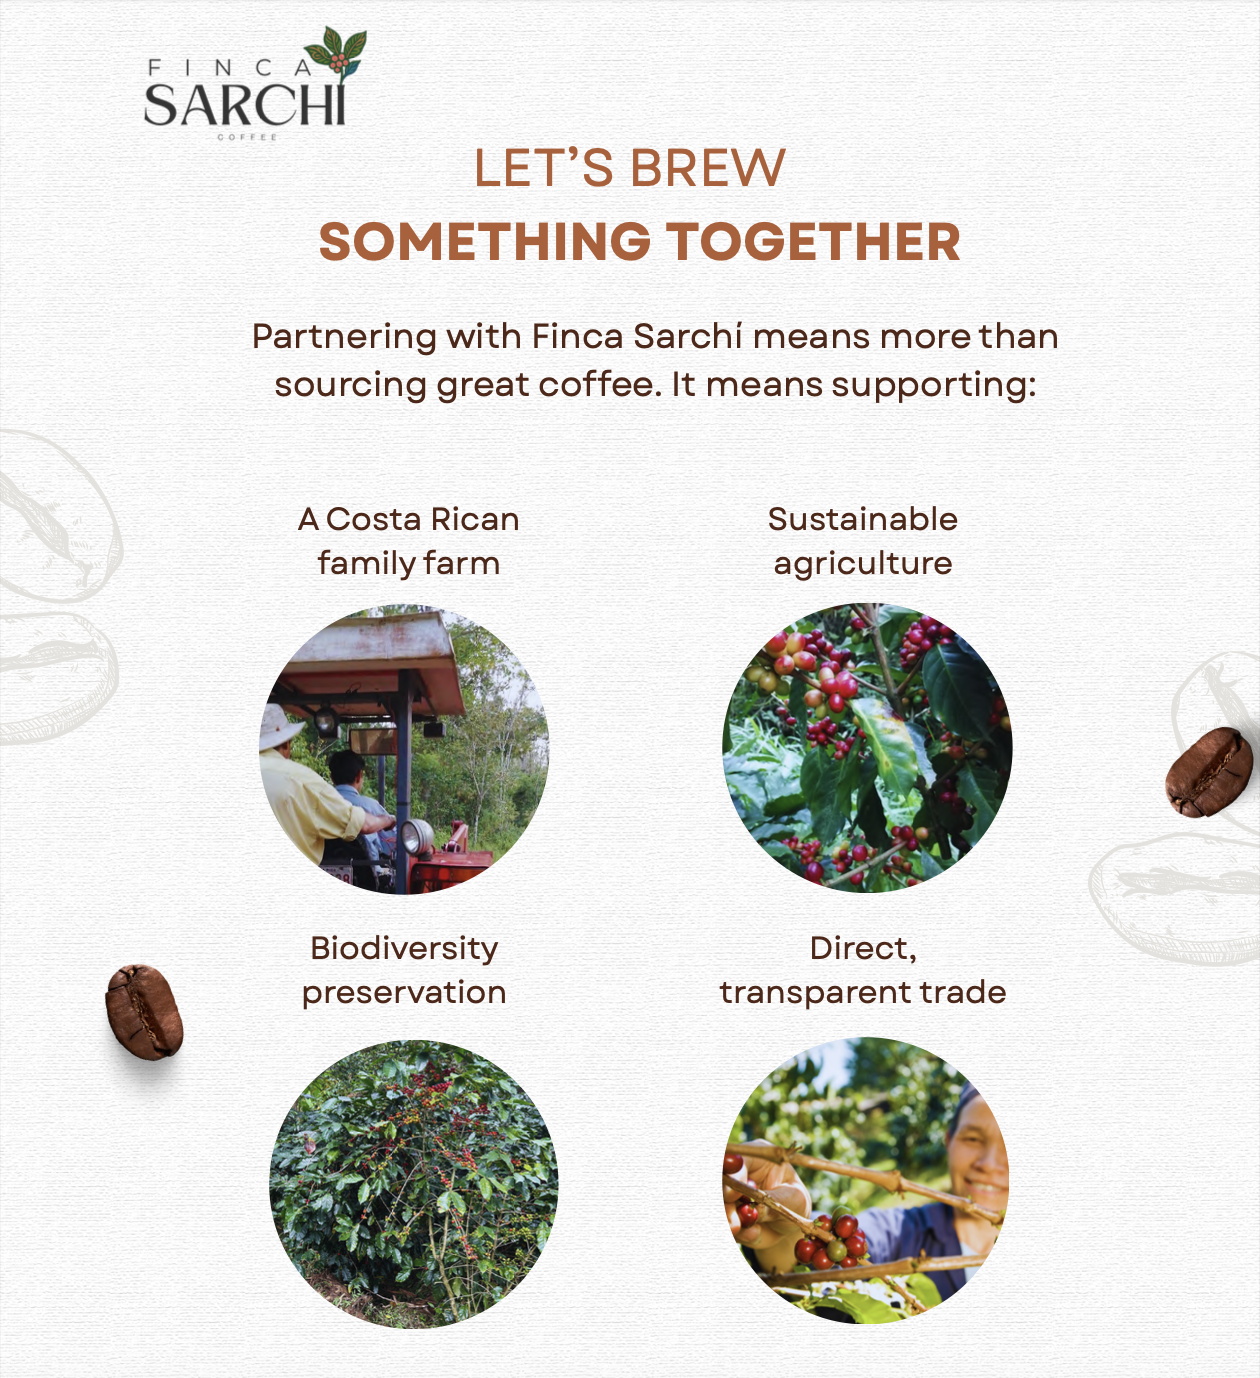 FINCA
SARCHÍ
COFFEE
LET’S BREW
SOMETHING TOGETHER
Partnering with Finca Sarchí means more than
sourcing great coffee. It means supporting:
A Costa Rican
family farm
Sustainable
agriculture
Biodiversity
preservation
Direct,
transparent trade